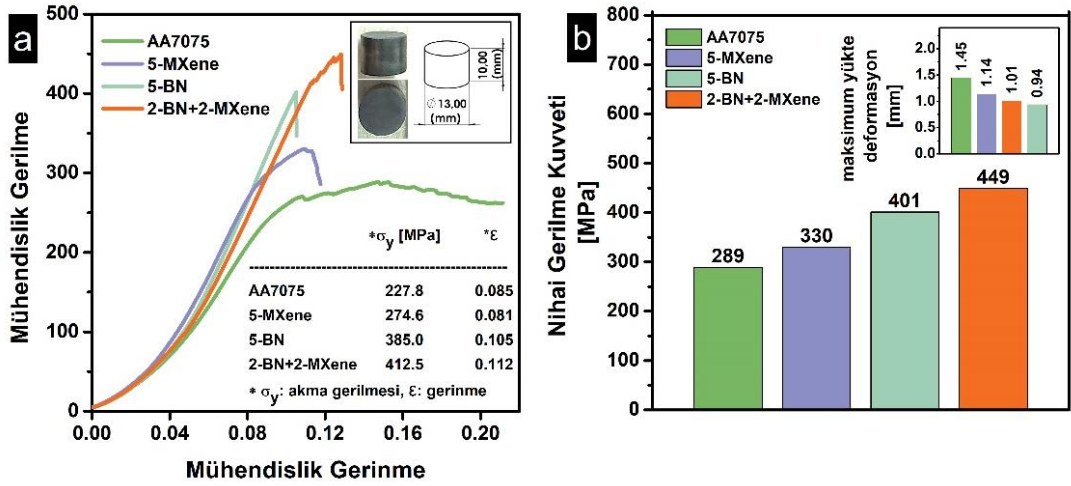 a
AA7075
5-MXene
5-BN
2-BN+2-MXene
10,00
(mm)
∅13,00
(mm)
Mühendislik Gerilme
500
400
300
200
100
0
*σy [MPa] *ε
AA7075 227.8 0.085
5-MXene 274.6 0.081
5-BN 385.0 0.105
2-BN+2-MXene 412.5 0.112
* σy: akma gerilmesi, ε: gerinme
0.00 0.04 0.08 0.12 0.16 0.20
Mühendislik Gerinme
b
AA7075
5-MXene
5-BN
2-BN+2-MXene
maksimum yükte
deformasyon
[mm]
2.0
1.5
1.0
0.5
0.0
1.45 1.14 1.01 0.94
Nihai Gerilme Kuvveti
[MPa]
800
700
600
500
400
300
200
100
0
289 330 401 449